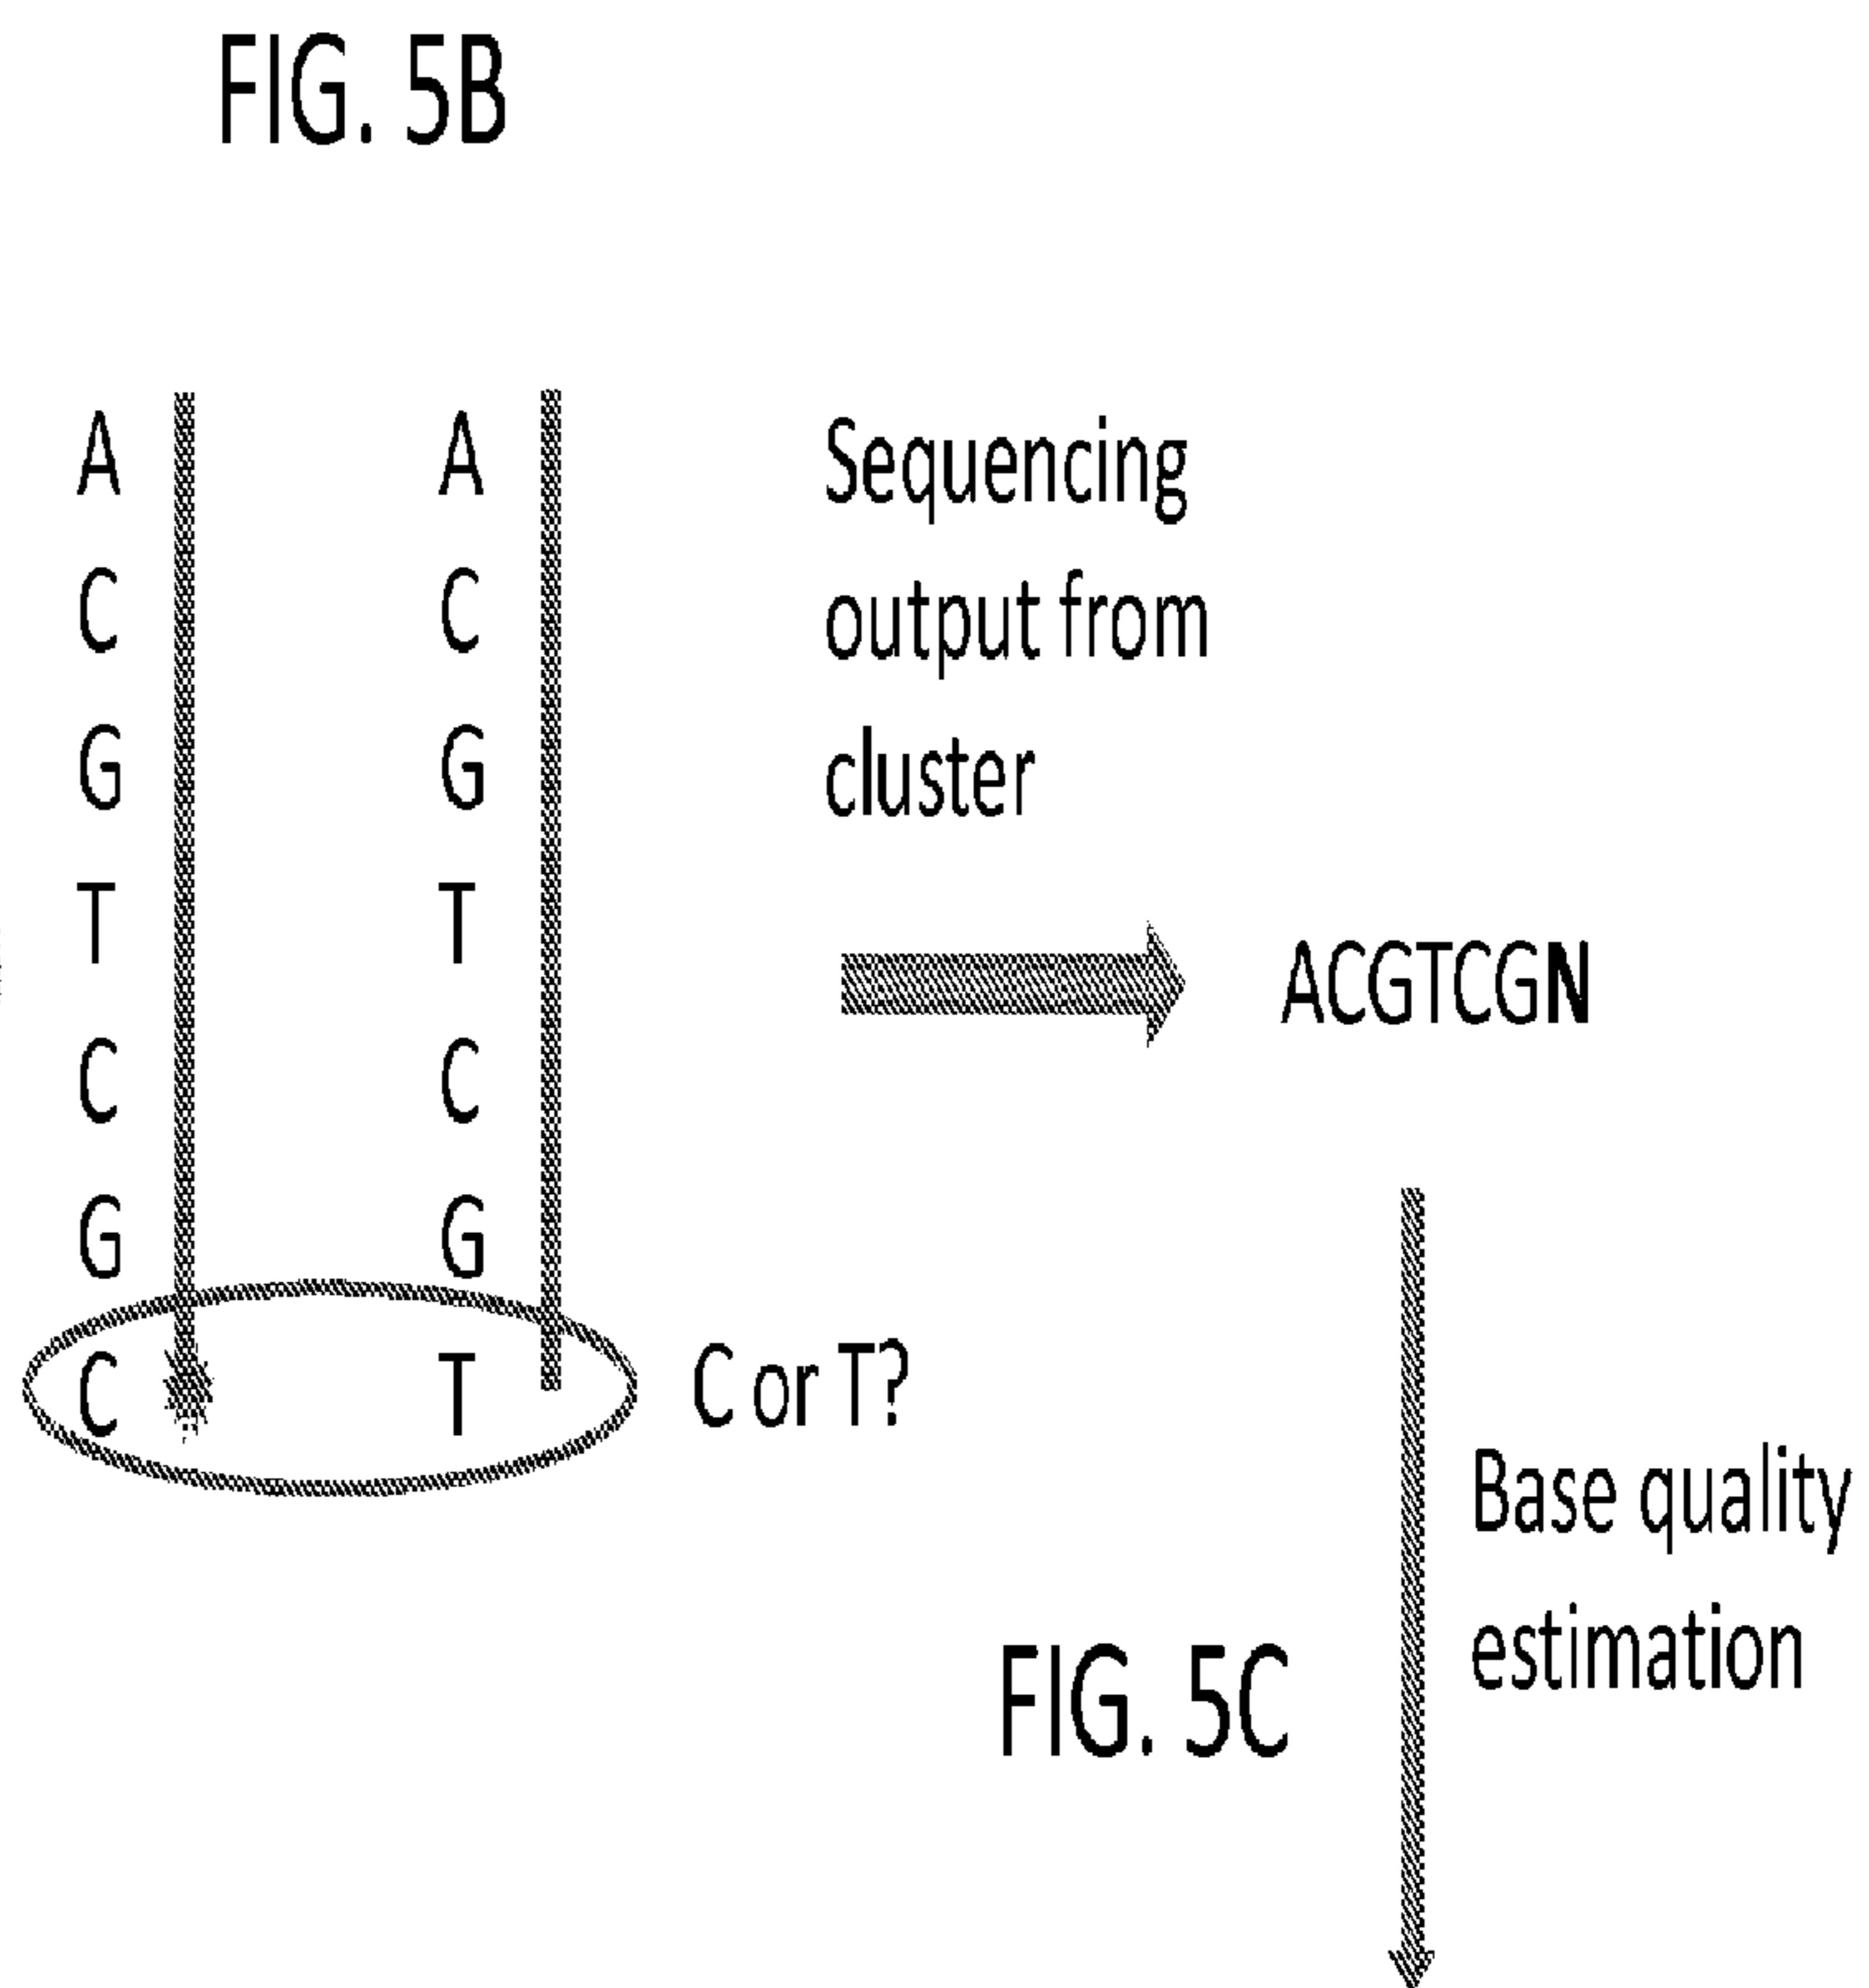 FIG. 5B
A A
C C
G G
T T
C C
G G
C T
C or T?
Sequencing
output from
cluster
ACGTCGN
Base quality
estimation
FIG. 5C